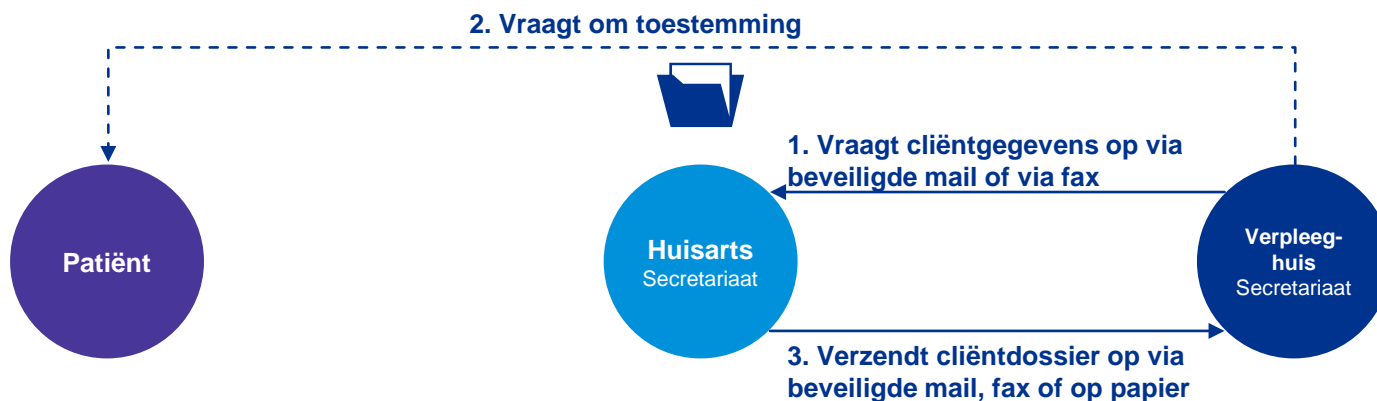 2. Vraagt om toestemming
1. Vraagt cliëntgegevens op via
beveiligde mail of via fax
Patiënt
Huisarts
Secretariaat
Verpleeg-
huis
Secretariaat
3. Verzendt cliëntdossier op via
beveiligde mail, fax of op papier